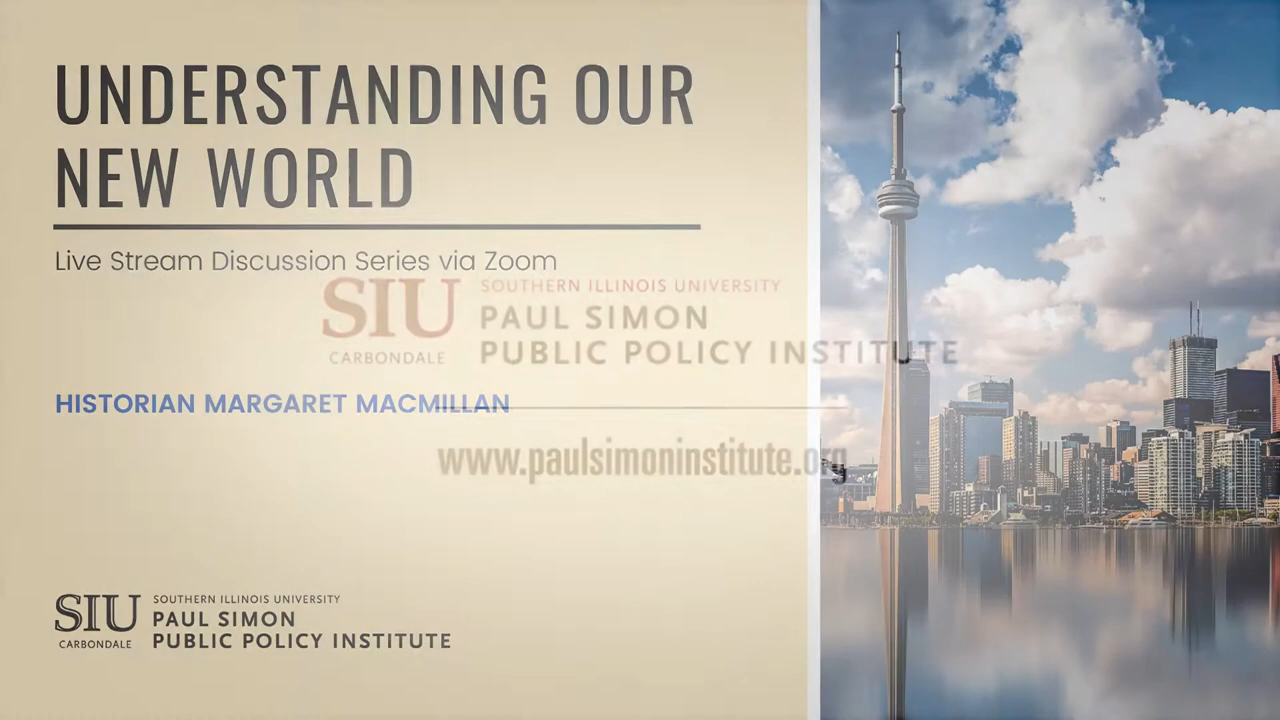 UNDERSTANDING OUR
NEW WORLD
Live Stream Discussion Series via Zoom
SIU
CARBONDALE
SOUTHERN ILLINOIS UNIVERSITY
PAUL SIMON
PUBLIC POLICY INSTITUTE
HISTORIAN MARGARET MACMILLAN
www.paulsimoninstitute.org
SIU
CARBONDALE
SOUTHERN ILLINOIS UNIVERSITY
PAUL SIMON
PUBLIC POLICY INSTITUTE